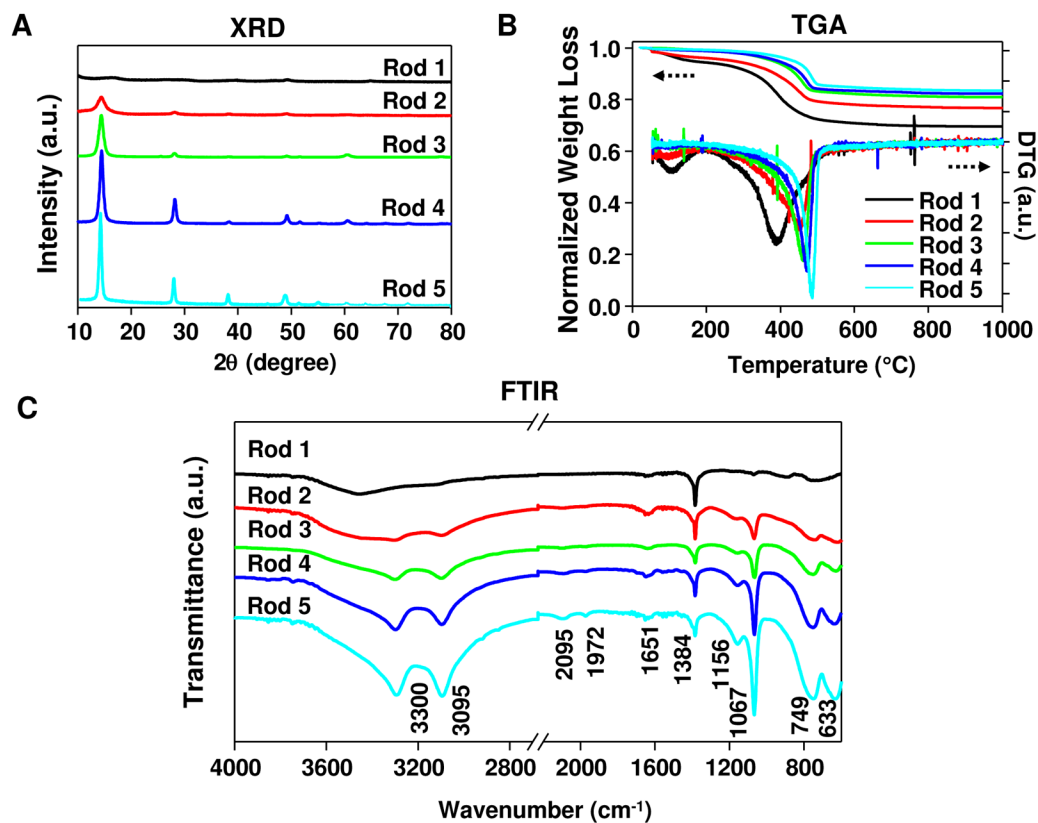 A
XRD
Intensity (a.u.)
Rod 1
Rod 2
Rod 3
Rod 4
Rod 5
10 20 30 40 50 60 70 80
2θ (degree)
B
TGA
Normalized Weight Loss
1.0
0.8
0.6
0.4
0.2
0.0
DTG (a.u.)
Rod 1
Rod 2
Rod 3
Rod 4
Rod 5
0 200 400 600 800 1000
Temperature (°C)
C
FTIR
Transmittance (a.u.)
Rod 1
Rod 2
Rod 3
Rod 4
Rod 5
3300
3095
2095
1972
1651
1384
1156
1067
749
633
4000 3600 3200 2800 2000 1600 1200 800
Wavenumber (cm⁻¹)